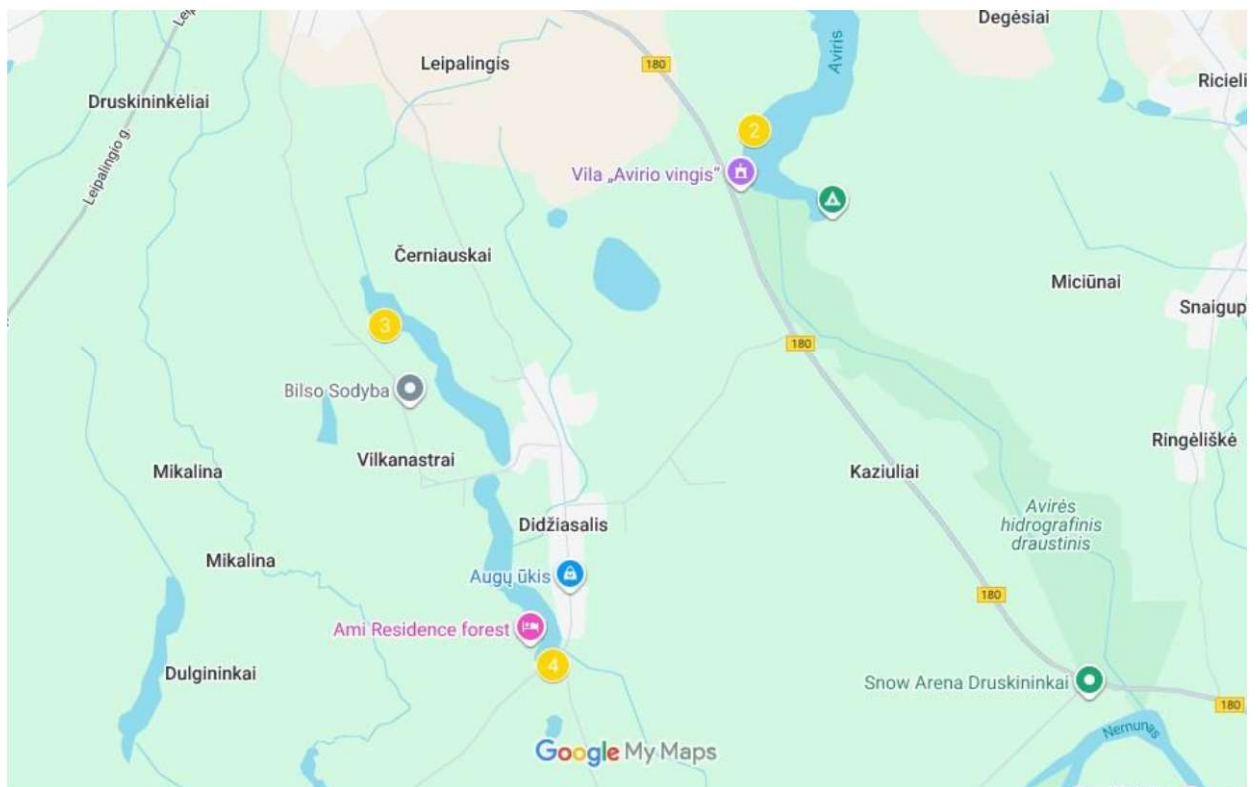 Degėsiai
Leipalingis
180
Aviris
Riceli
Druskininkėliai
Leipalingio g.
2
Vila „Avirio vingis“
Černiauskai
Miciūnai
Snaigup
3
180
Bilso Sodyba
Ringėliškė
Vilkanastrai
Mikalina
Kaziuliai
Avirės
hidrografinis
draustinis
Didžiasalis
Mikalina
Augų ūkis
180
Ami Residence forest
4
Dulgininkai
Snow Arena Druskininkai
180
Nemunas
Google My Maps